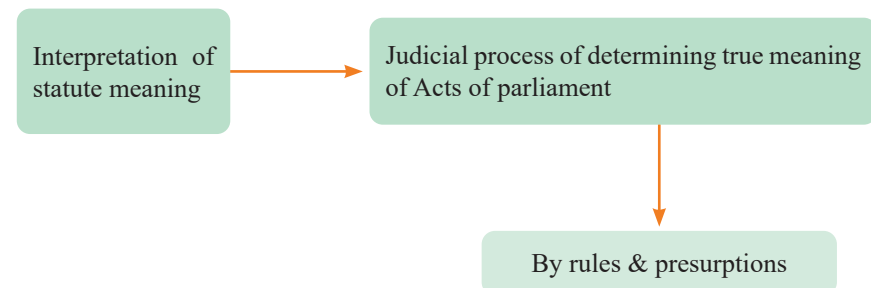 Interpretation of
statute meaning
Judicial process of determining true meaning
of Acts of parliament
By rules & presurptions